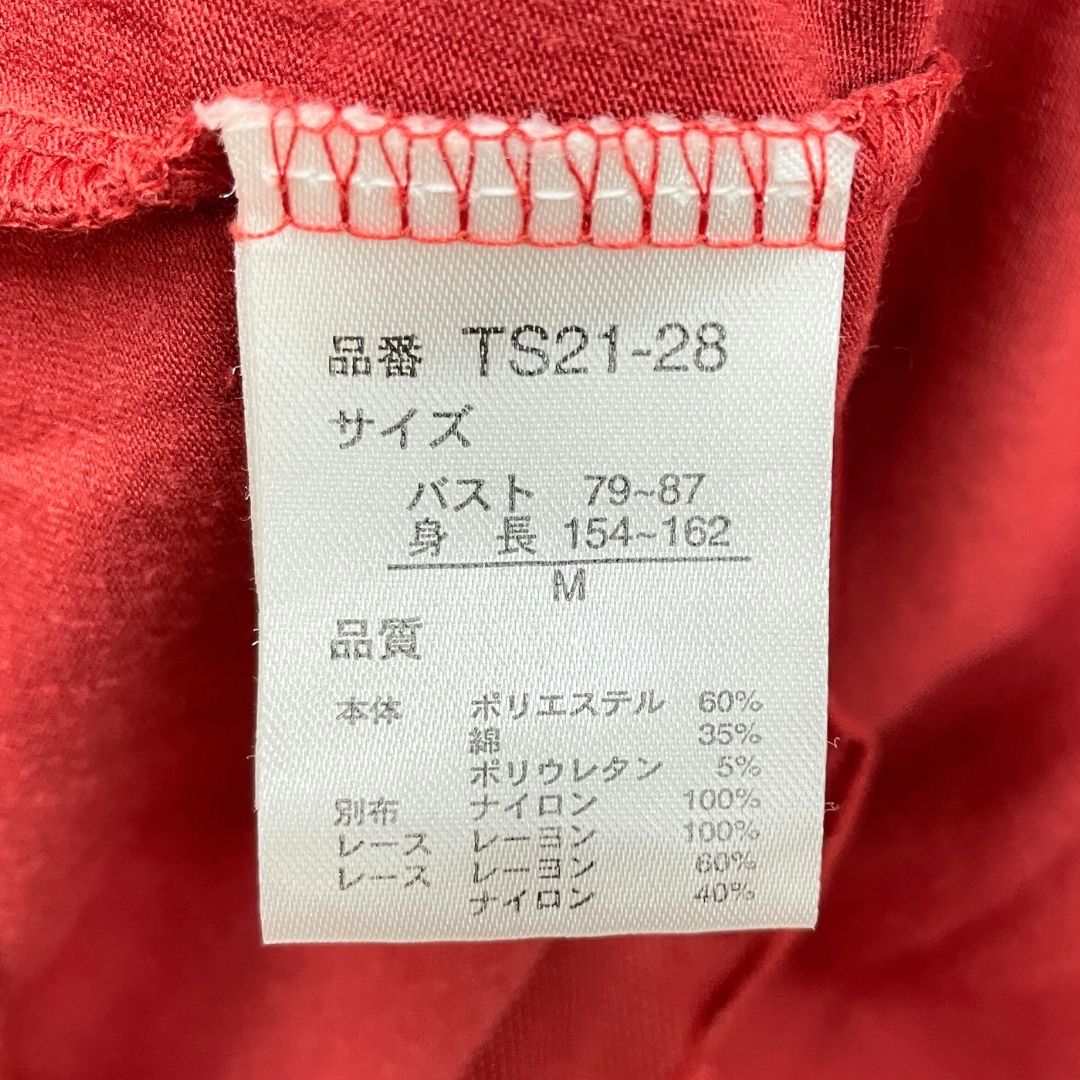 品番 TS21-28
サイズ
バスト 79~87
身長 154~162
M
品質
本体 ポリエステル 60%
綿 35%
ポリウレタン 5%
別布 ナイロン 100%
レース レーヨン 100%
レース レーヨン 60%
ナイロン 40%